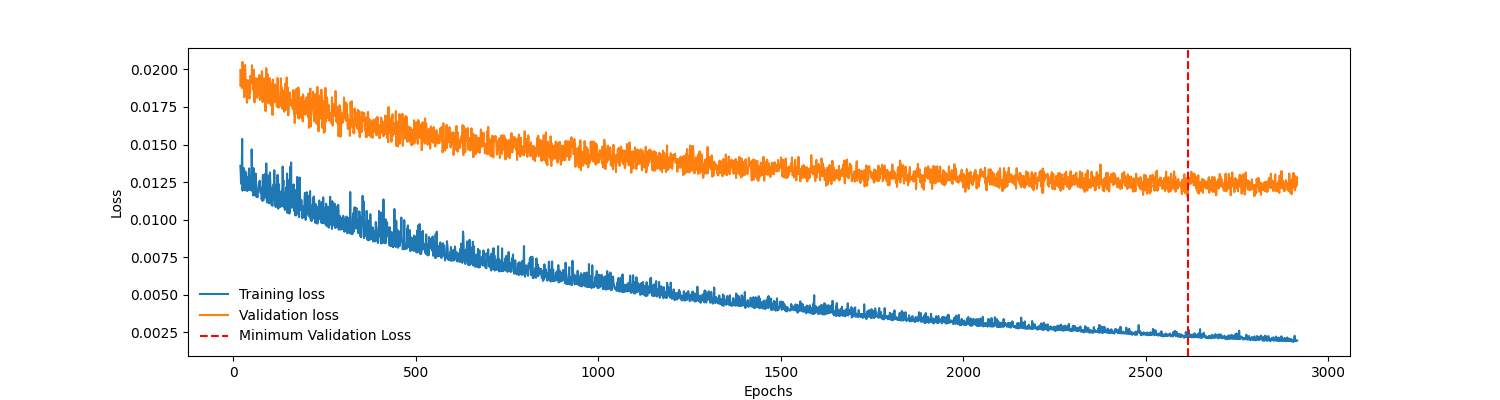 0.0200
0.0175
0.0150
0.0125
0.0100
0.0075
0.0050
0.0025
Loss
Training loss
Validation loss
Minimum Validation Loss
0 500 1000 1500 2000 2500 3000
Epochs